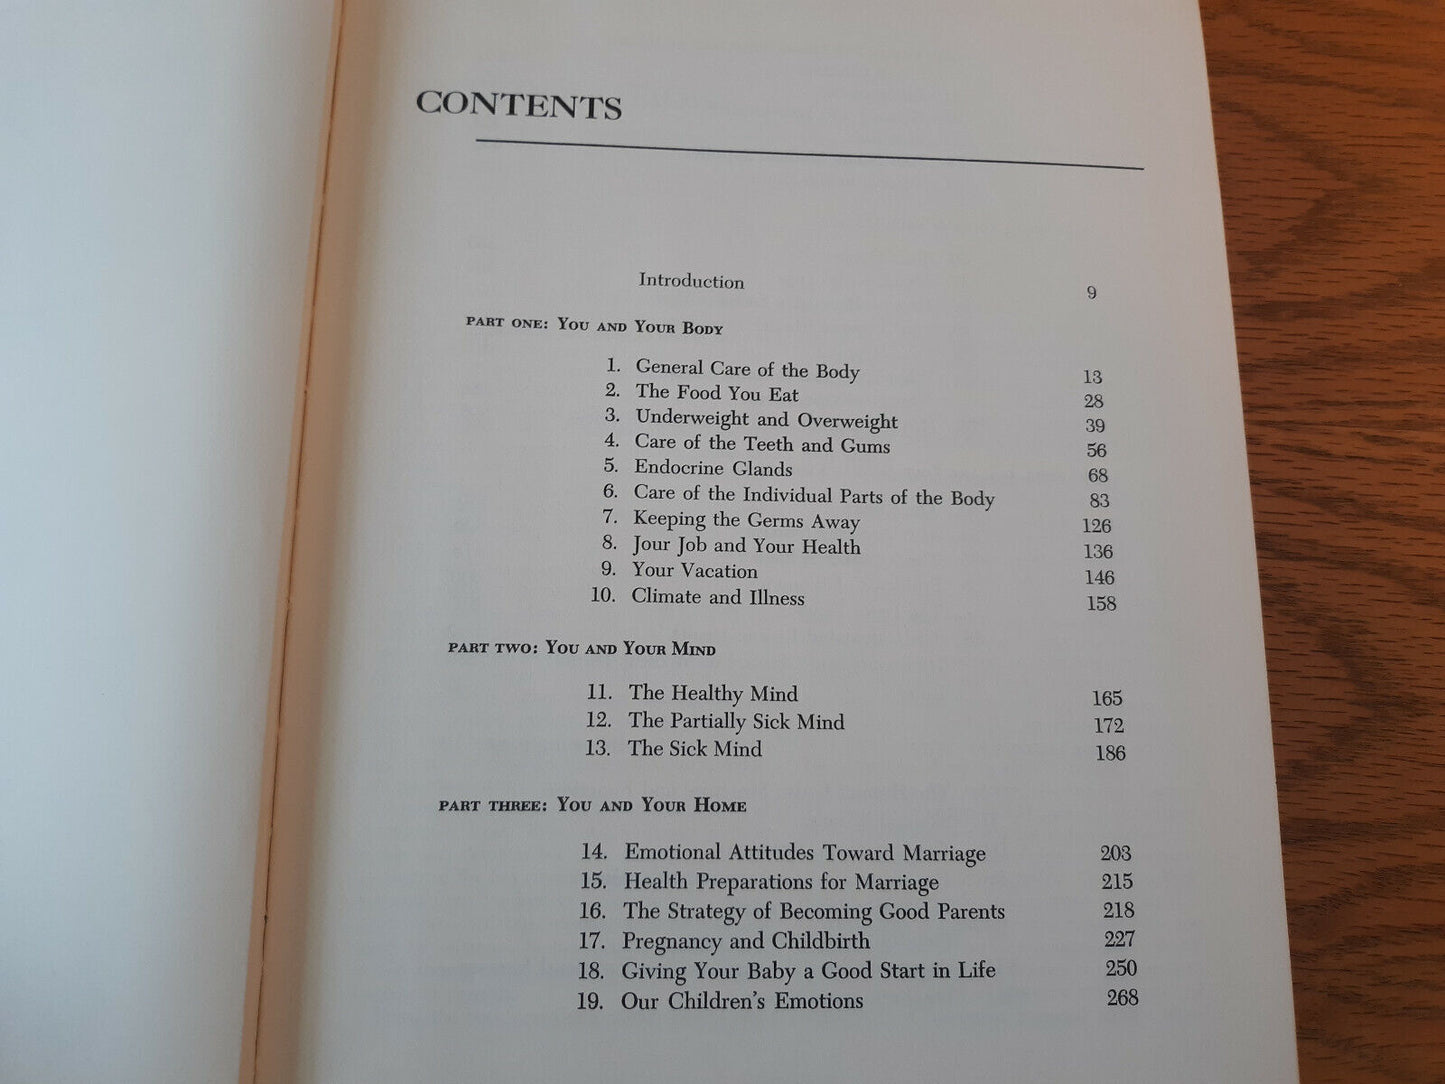 CONTENTS
Introduction 9
PART ONE: YOU AND YOUR BODY
1. General Care of the Body 13
2. The Food You Eat 28
3. Underweight and Overweight 39
4. Care of the Teeth and Gums 56
5. Endocrine Glands 68
6. Care of the Individual Parts of the Body 83
7. Keeping the Germs Away 126
8. Jour Job and Your Health 136
9. Your Vacation 146
10. Climate and Illness 158
PART TWO: YOU AND YOUR MIND
11. The Healthy Mind 165
12. The Partially Sick Mind 172
13. The Sick Mind 186
PART THREE: YOU AND YOUR HOME
14. Emotional Attitudes Toward Marriage 203
15. Health Preparations for Marriage 215
16. The Strategy of Becoming Good Parents 218
17. Pregnancy and Childbirth 227
18. Giving Your Baby a Good Start in Life 250
19. Our Children's Emotions 268